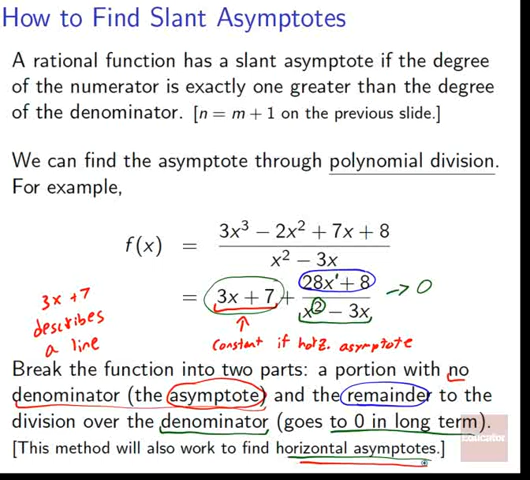 How to Find Slant Asymptotes
A rational function has a slant asymptote if the degree
of the numerator is exactly one greater than the degree
of the denominator. [n = m + 1 on the previous slide.]
We can find the asymptote through polynomial division.
For example,
f(x) = 3x³ − 2x² + 7x + 8
x² − 3x
= 3x + 7 + 28x¹ + 8 → 0
x² − 3x
3x + 7
describes
a line
constant if horz. asymptote
Break the function into two parts: a portion with no
denominator (the asymptote) and the remainder to the
division over the denominator (goes to 0 in long term).
[This method will also work to find horizontal asymptotes.]
Educator